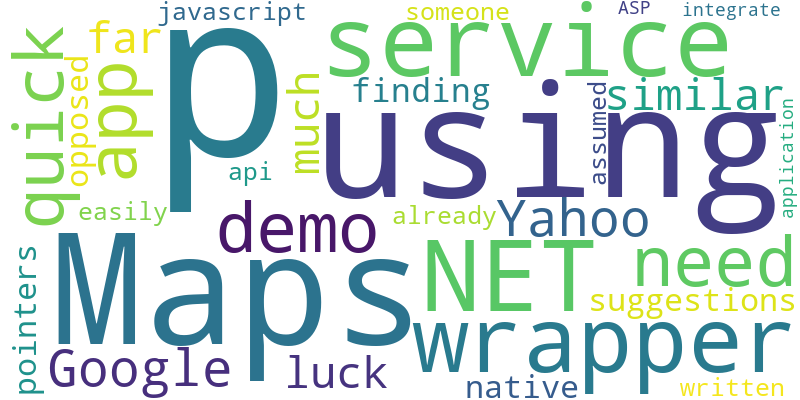 javascript
someone
ASP
integrate
far
p
service
quick
opposed
app
much
finding
assumed
similar
using
application
api
easily
demo
already
Yahoo
Maps
NET
need
pointers
suggestions
wrapper
Google
luck
native
written